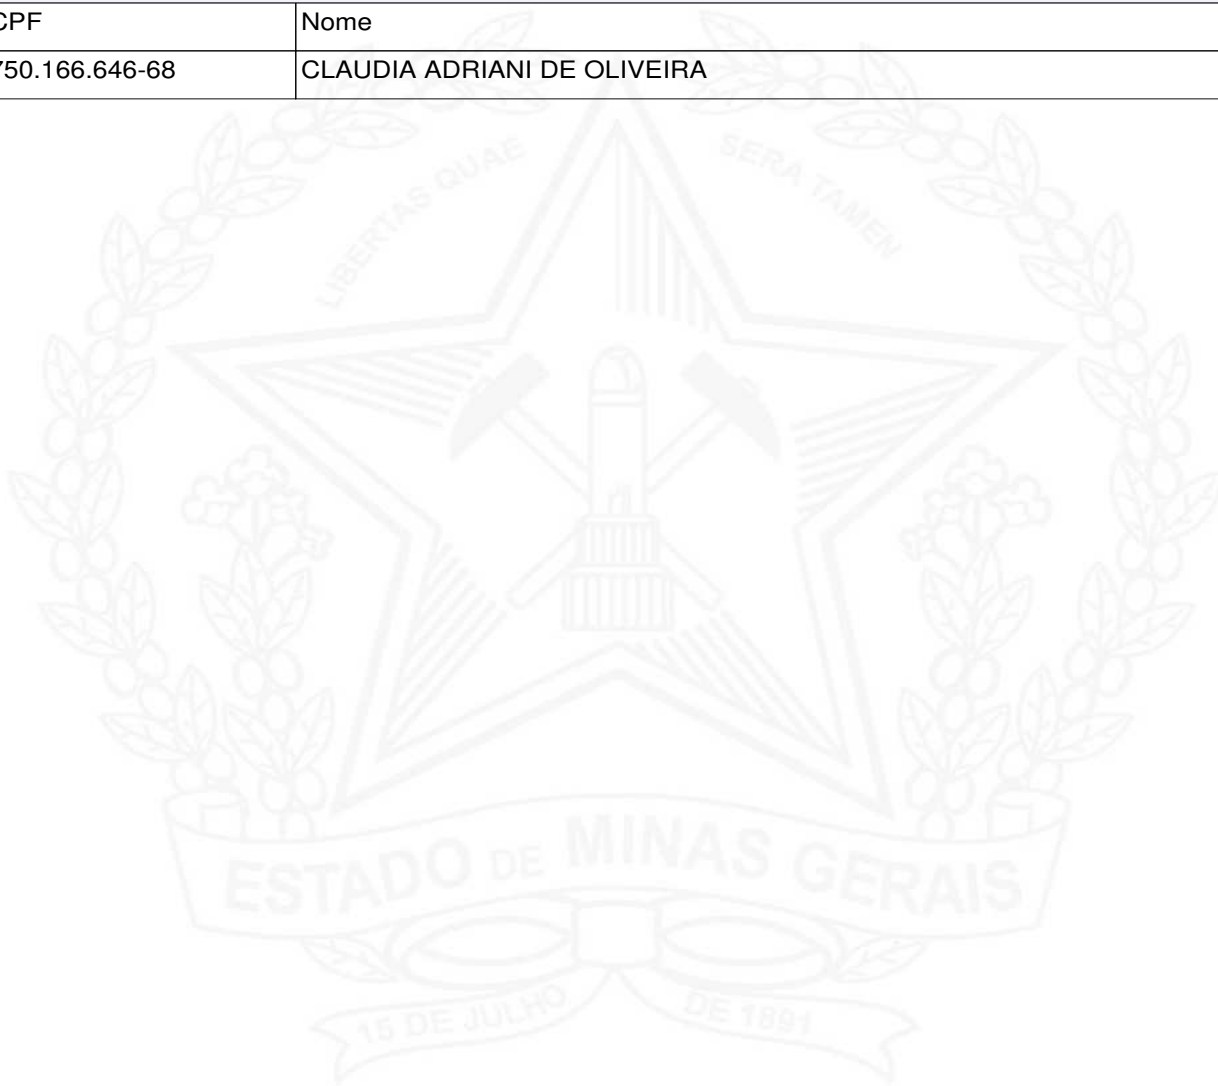 CPF Nome
750.166.646-68 CLAUDIA ADRIANI DE OLIVEIRA
LIBERTAS QUAE SERA TAMEN
ESTADO DE MINAS GERAIS
15 DE JULHO DE 1891